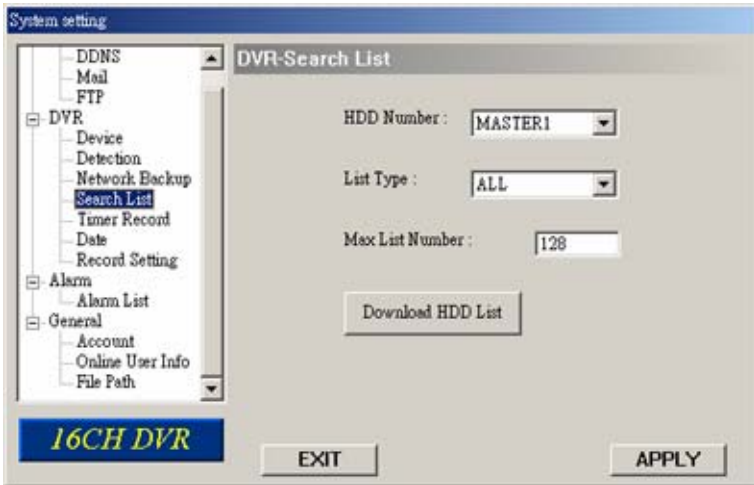 System setting
DDNS
Mail
FTP
DVR
Device
Detection
Network Backup
Search List
Timer Record
Date
Record Setting
Alarm
Alarm List
General
Account
Online User Info
File Path
16CH DVR
DVR-Search List
HDD Number :
MASTER1
List Type :
ALL
Max List Number :
128
Download HDD List
EXIT
APPLY